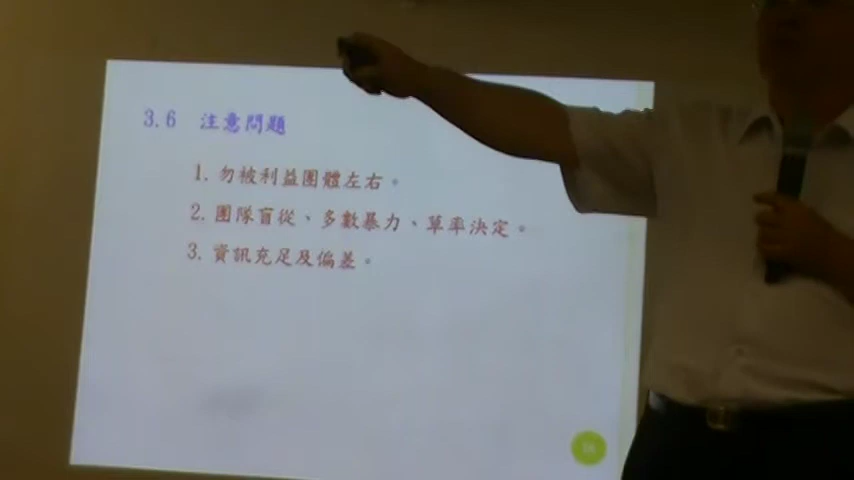 3.6 注意問題
1. 勿被利益團體左右。
2. 團隊盲從、多數暴力、草率決定。
3. 資訊充足及偏差。